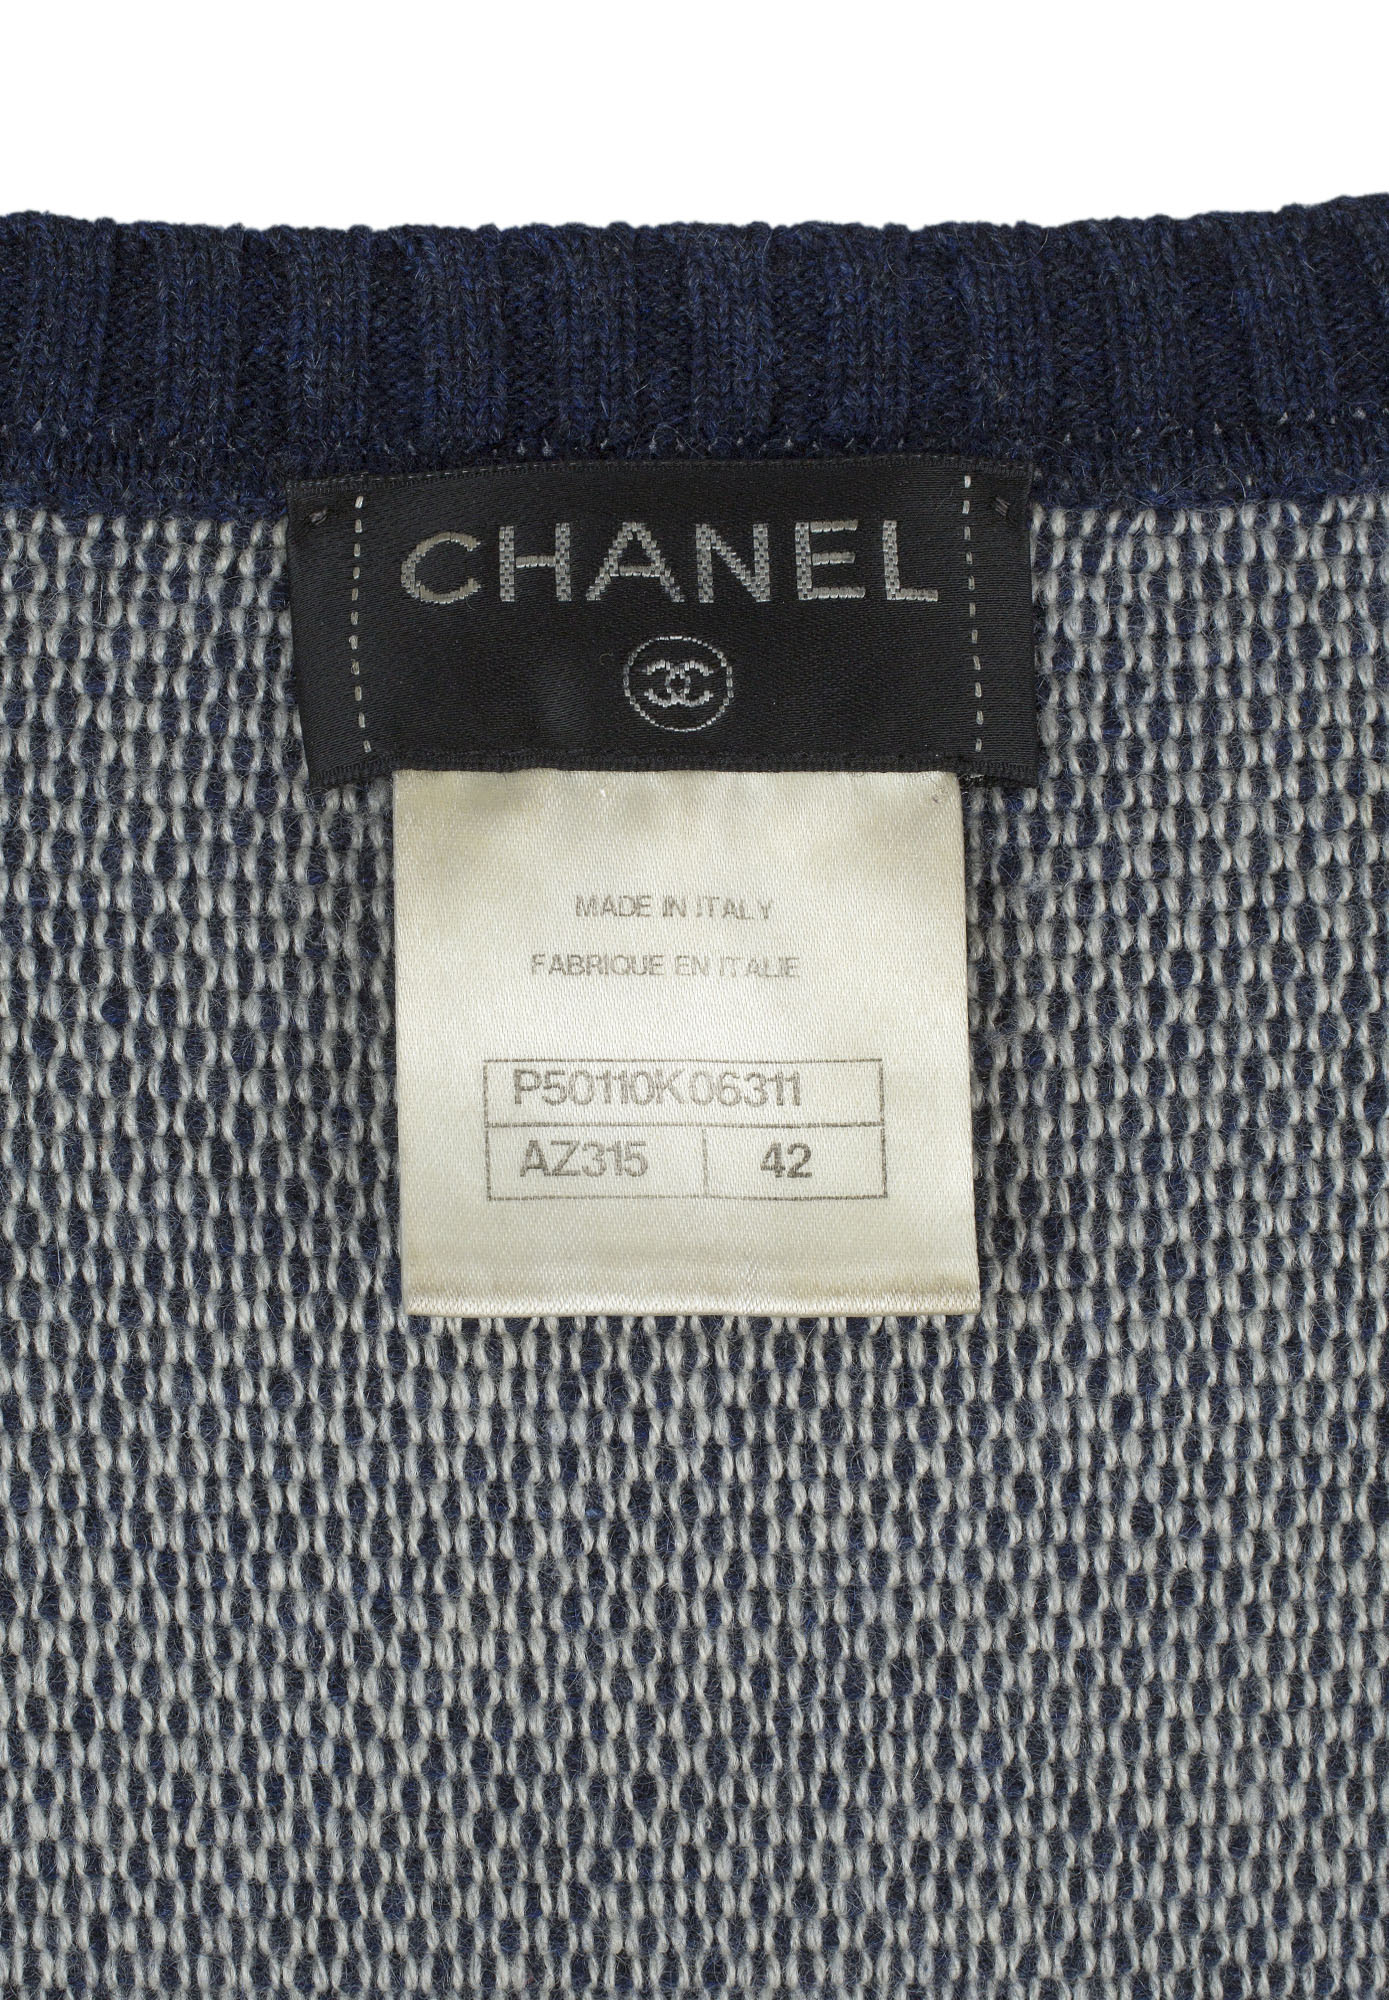 CHANEL
MADE IN ITALY
FABRIQUE EN ITALIE
P50110K06311
AZ315 42